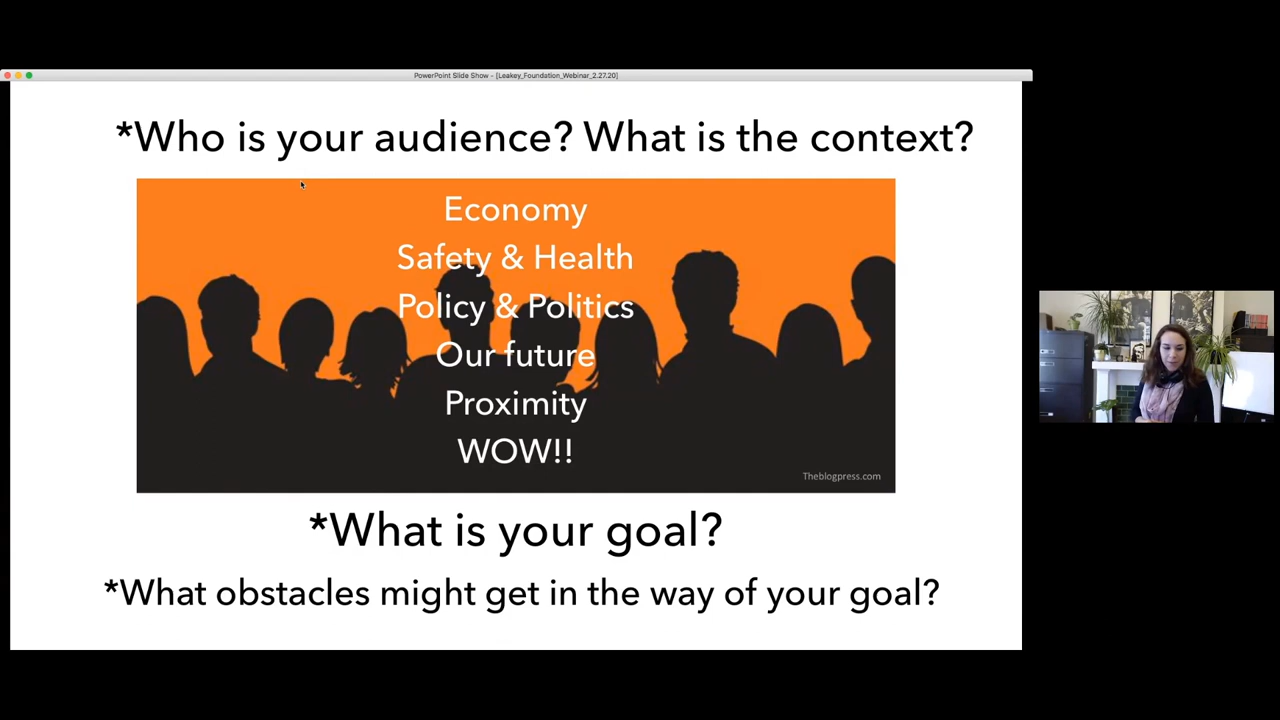 PowerPoint Slide Show - [Leakey_Foundation_Webinar_2.27.20]
*Who is your audience? What is the context?
Economy
Safety & Health
Policy & Politics
Our future
Proximity
WOW!!
Theblogpress.com
*What is your goal?
*What obstacles might get in the way of your goal?